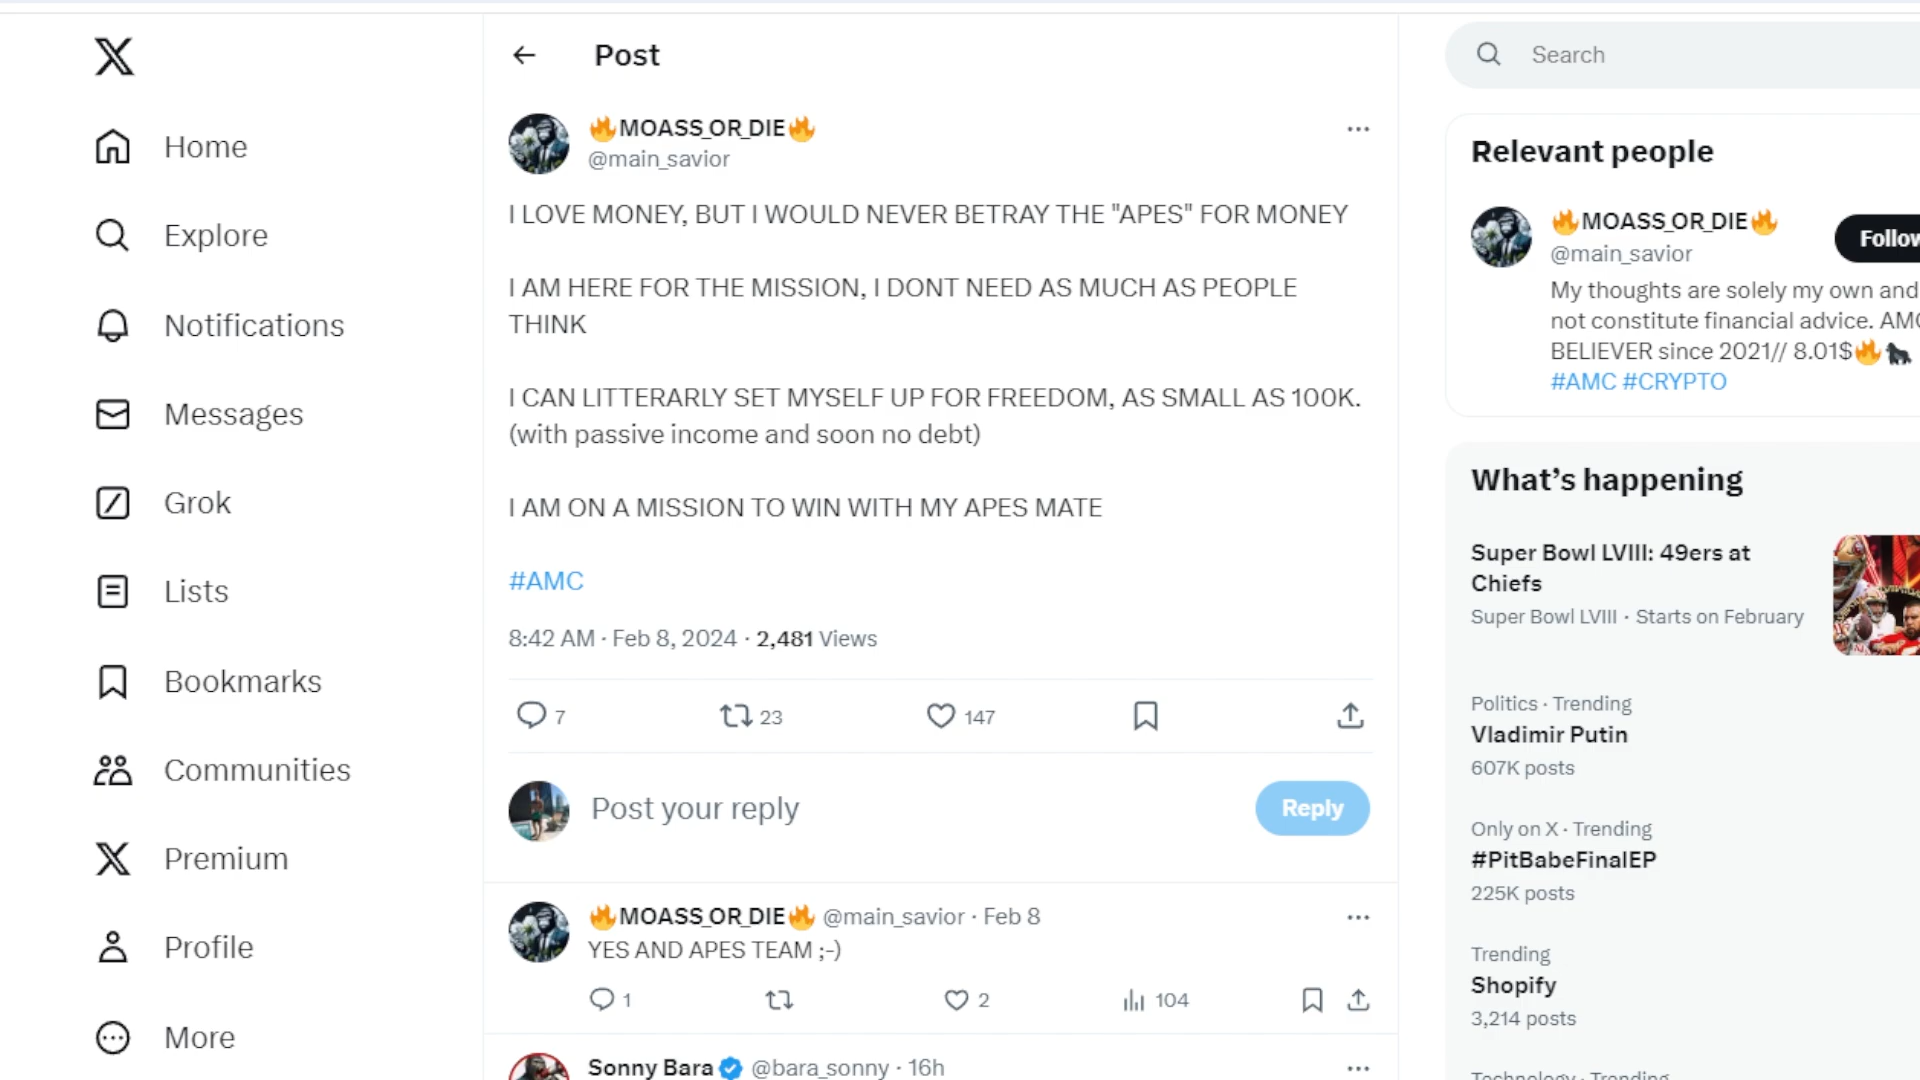 Home
Explore
Notifications
Messages
Grok
Lists
Bookmarks
Communities
Premium
Profile
More
Post
🔥MOASS_OR_DIE🔥
@main_savior
I LOVE MONEY, BUT I WOULD NEVER BETRAY THE "APES" FOR MONEY
I AM HERE FOR THE MISSION, I DONT NEED AS MUCH AS PEOPLE
THINK
I CAN LITTERARLY SET MYSELF UP FOR FREEDOM, AS SMALL AS 100K.
(with passive income and soon no debt)
I AM ON A MISSION TO WIN WITH MY APES MATE
#AMC
8:42 AM · Feb 8, 2024 · 2,481 Views
7 23 147
Post your reply
Reply
🔥MOASS_OR_DIE🔥 @main_savior · Feb 8
YES AND APES TEAM ;-)
1 2 104
Sonny Bara @bara_sonny · 16h
Search
Relevant people
🔥MOASS_OR_DIE🔥
@main_savior
Follow
My thoughts are solely my own and
not constitute financial advice. AMC
BELIEVER since 2021// 8.01$🔥🦍
#AMC #CRYPTO
What's happening
Super Bowl LVIII: 49ers at
Chiefs
Super Bowl LVIII · Starts on February
Politics · Trending
Vladimir Putin
607K posts
Only on X · Trending
#PitBabeFinalEP
225K posts
Trending
Shopify
3,214 posts
Technology · Trending